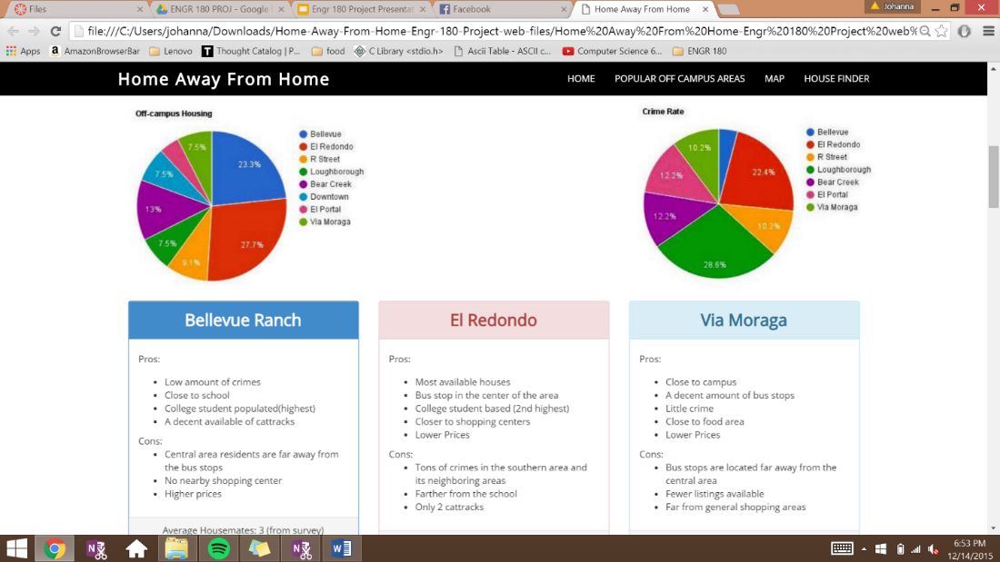 Files
ENGR 180 PROJ - Google
Engr 180 Project Presentat
Facebook
Home Away From Home
Johanna
file:///C:/Users/johanna/Downloads/Home-Away-From-Home-Engr-180-Project-web-files/Home%20Away%20From%20Home-Engr%20180%20Project%20web%
Apps
AmazonBrowserBar
Lenovo
Thought Catalog | P...
food
C Library <stdio.h>
Ascii Table - ASCII c...
Computer Science 6...
ENGR 180
Home Away From Home
HOME
POPULAR OFF CAMPUS AREAS
MAP
HOUSE FINDER
Off-campus Housing
7.5%
23.3%
7.5%
13%
7.5%
9.1%
27.7%
Bellevue
El Redondo
R Street
Loughborough
Bear Creek
Downtown
El Portal
Via Moraga
Crime Rate
10.2%
22.4%
12.2%
12.2%
10.2%
28.6%
Bellevue
El Redondo
R Street
Loughborough
Bear Creek
El Portal
Via Moraga
Bellevue Ranch
Pros:
• Low amount of crimes
• Close to school
• College student populated(highest)
• A decent available of cattracks
Cons:
• Central area residents are far away from
the bus stops
• No nearby shopping center
• Higher prices
Average Housemates: 3 (from survey)
El Redondo
Pros:
• Most available houses
• Bus stop in the center of the area
• College student based (2nd highest)
• Closer to shopping centers
• Lower Prices
Cons:
• Tons of crimes in the southern area and
its neighboring areas
• Farther from the school
• Only 2 cattracks
Via Moraga
Pros:
• Close to campus
• A decent amount of bus stops
• Little crime
• Close to food area
• Lower Prices
Cons:
• Bus stops are located far away from the
central area
• Fewer listings available
• Far from general shopping areas
6:53 PM
12/14/2015